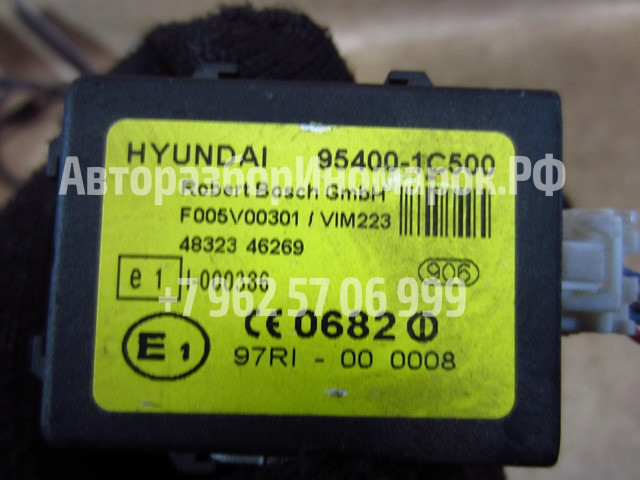 HYUNDAI 95400-1C500
АвторазборИномарок.РФ
Robert Bosch GmbH
F005V00301 / VIM223
48323 46269
906
e 1 I-000386
+7 962 57 06 999
CE 0682
E1
97RI - 00 0008